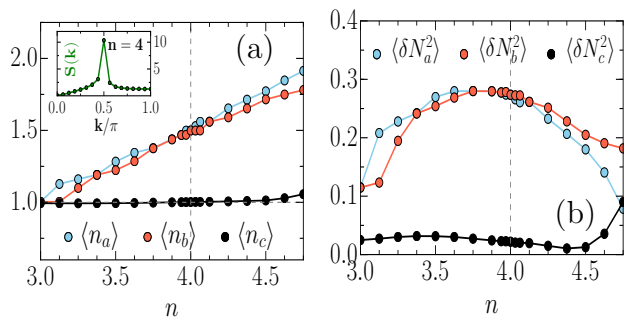 (a)
n = 4
S(k)
10
5
0.0 0.5 1.0
k/π
2.0
1.5
1.0
⟨n_a⟩ ⟨n_b⟩ ⟨n_c⟩
3.0 3.5 4.0 4.5
n
⟨δN_a^2⟩ ⟨δN_b^2⟩ ⟨δN_c^2⟩
0.4
0.3
0.2
0.1
0.0
(b)
3.0 3.5 4.0 4.5
n